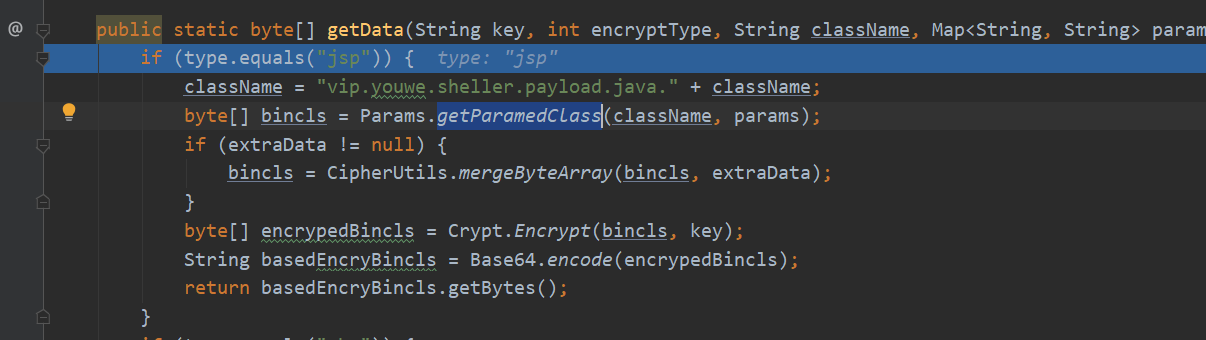 @ public static byte[] getData(String key, int encryptType, String className, Map<String, String> param
if (type.equals("jsp")) { type: "jsp"
className = "vip.youwe.sheller.payload.java." + className;
byte[] bincls = Params.getParamedClass(className, params);
if (extraData != null) {
bincls = CipherUtils.mergeByteArray(bincls, extraData);
}
byte[] encrypedBincls = Crypt.Encrypt(bincls, key);
String basedEncryBincls = Base64.encode(encrypedBincls);
return basedEncryBincls.getBytes();
}